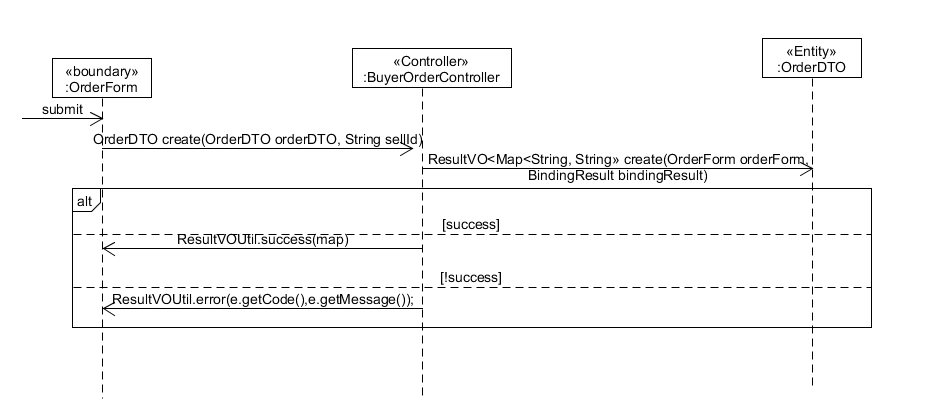 «boundary»
:OrderForm
«Controller»
:BuyerOrderController
«Entity»
:OrderDTO
submit
OrderDTO create(OrderDTO orderDTO, String sellId)
ResultVO<Map<String, String> create(OrderForm orderForm,
BindingResult bindingResult)
alt
[success]
ResultVOUtil.success(map)
[!success]
ResultVOUtil.error(e.getCode(),e.getMessage());